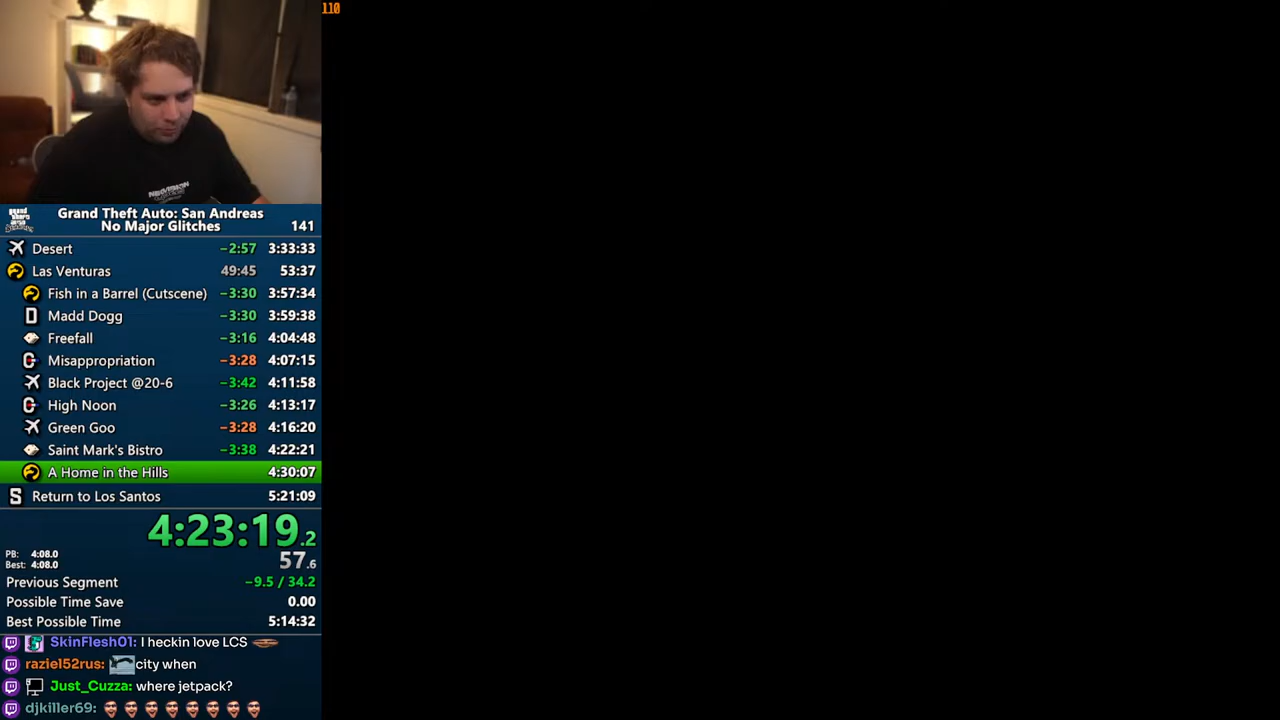 110
Grand Theft Auto: San Andreas
No Major Glitches 141
Desert -2:57 3:33:33
Las Venturas 49:45 53:37
Fish in a Barrel (Cutscene) -3:30 3:57:34
Madd Dogg -3:30 3:59:38
Freefall -3:16 4:04:48
Misappropriation -3:28 4:07:15
Black Project @20-6 -3:42 4:11:58
High Noon -3:26 4:13:17
Green Goo -3:28 4:16:20
Saint Mark's Bistro -3:38 4:22:21
A Home in the Hills 4:30:07
Return to Los Santos 5:21:09
4:23:19.2
PB: 4:08.0
Best: 4:08.0
57.6
Previous Segment -9.5 / 34.2
Possible Time Save 0.00
Best Possible Time 5:14:32
SkinFlesh01: I heckin love LCS
raziel52rus: city when
Just_Cuzza: where jetpack?
djkiller69: